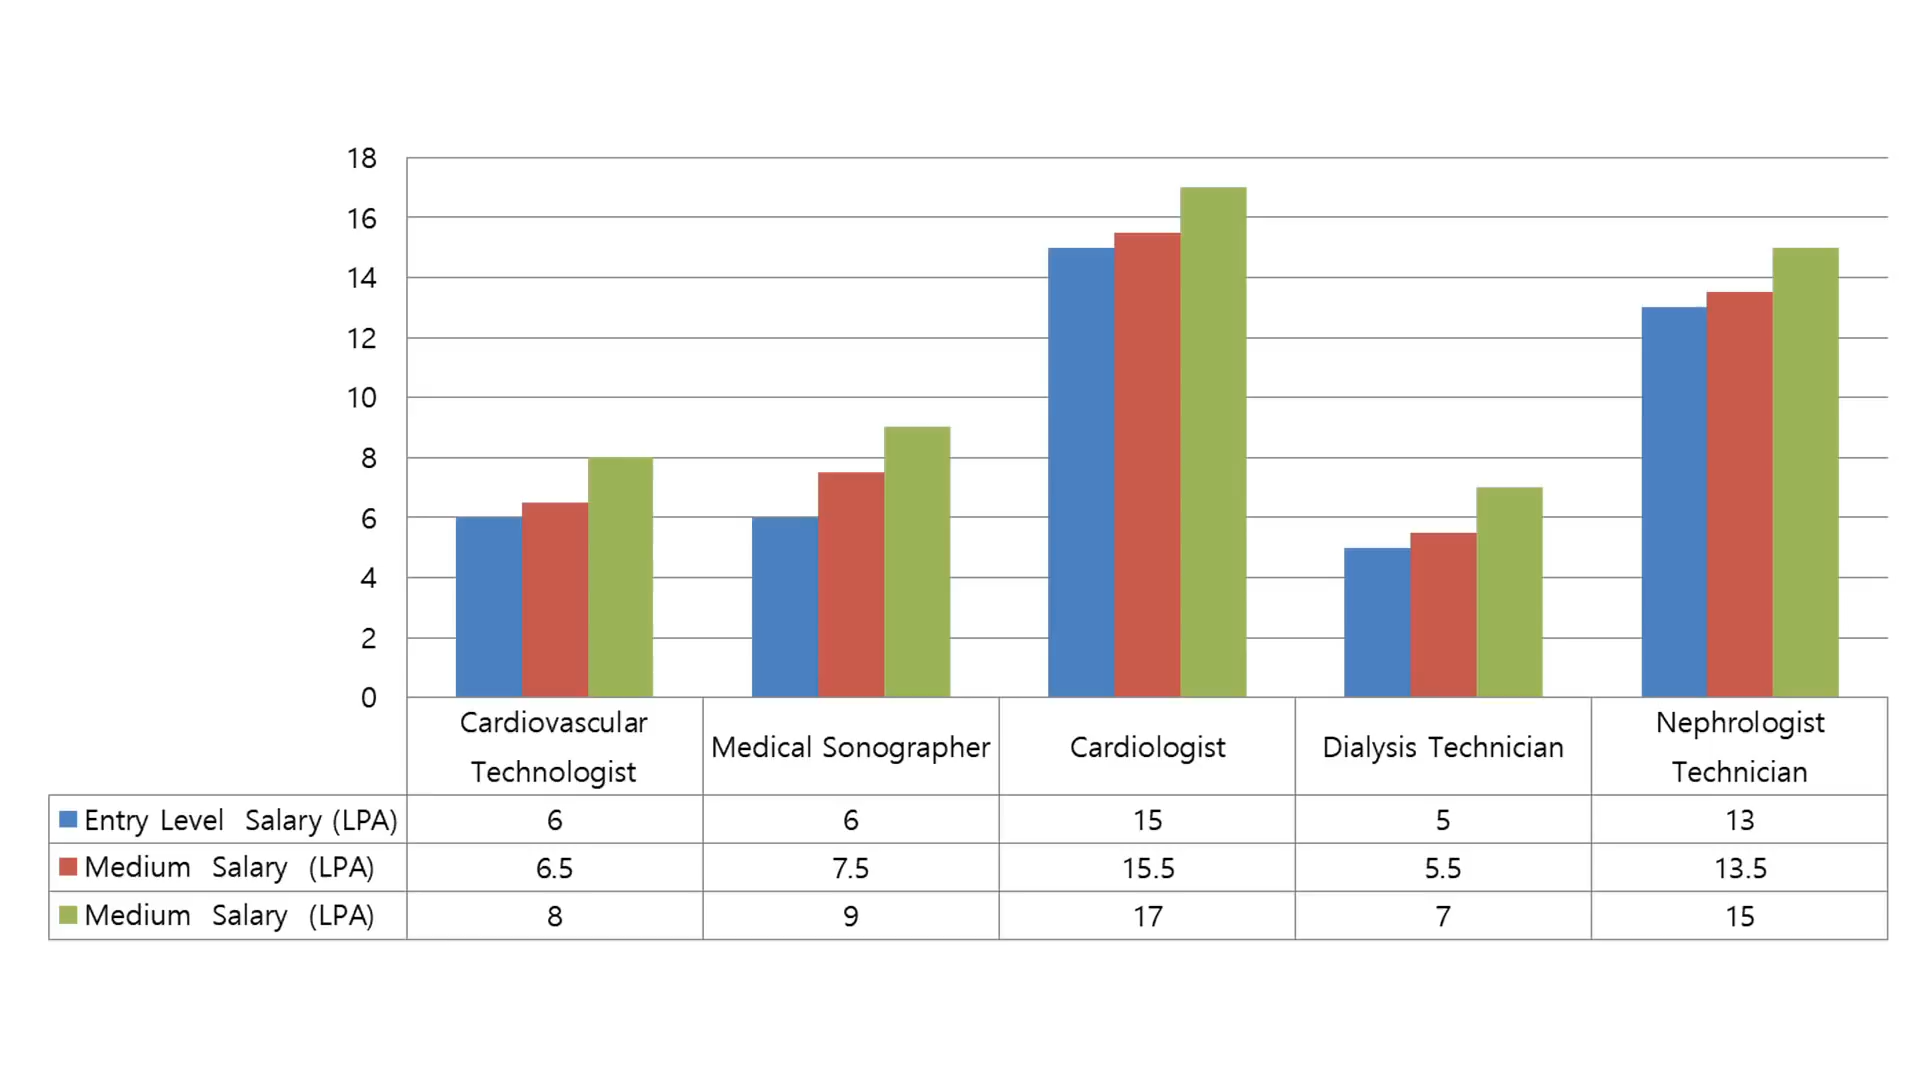 18
16
14
12
10
8
6
4
2
0
Cardiovascular Technologist
Medical Sonographer
Cardiologist
Dialysis Technician
Nephrologist Technician
Entry Level Salary (LPA) 6 6 15 5 13
Medium Salary (LPA) 6.5 7.5 15.5 5.5 13.5
Medium Salary (LPA) 8 9 17 7 15